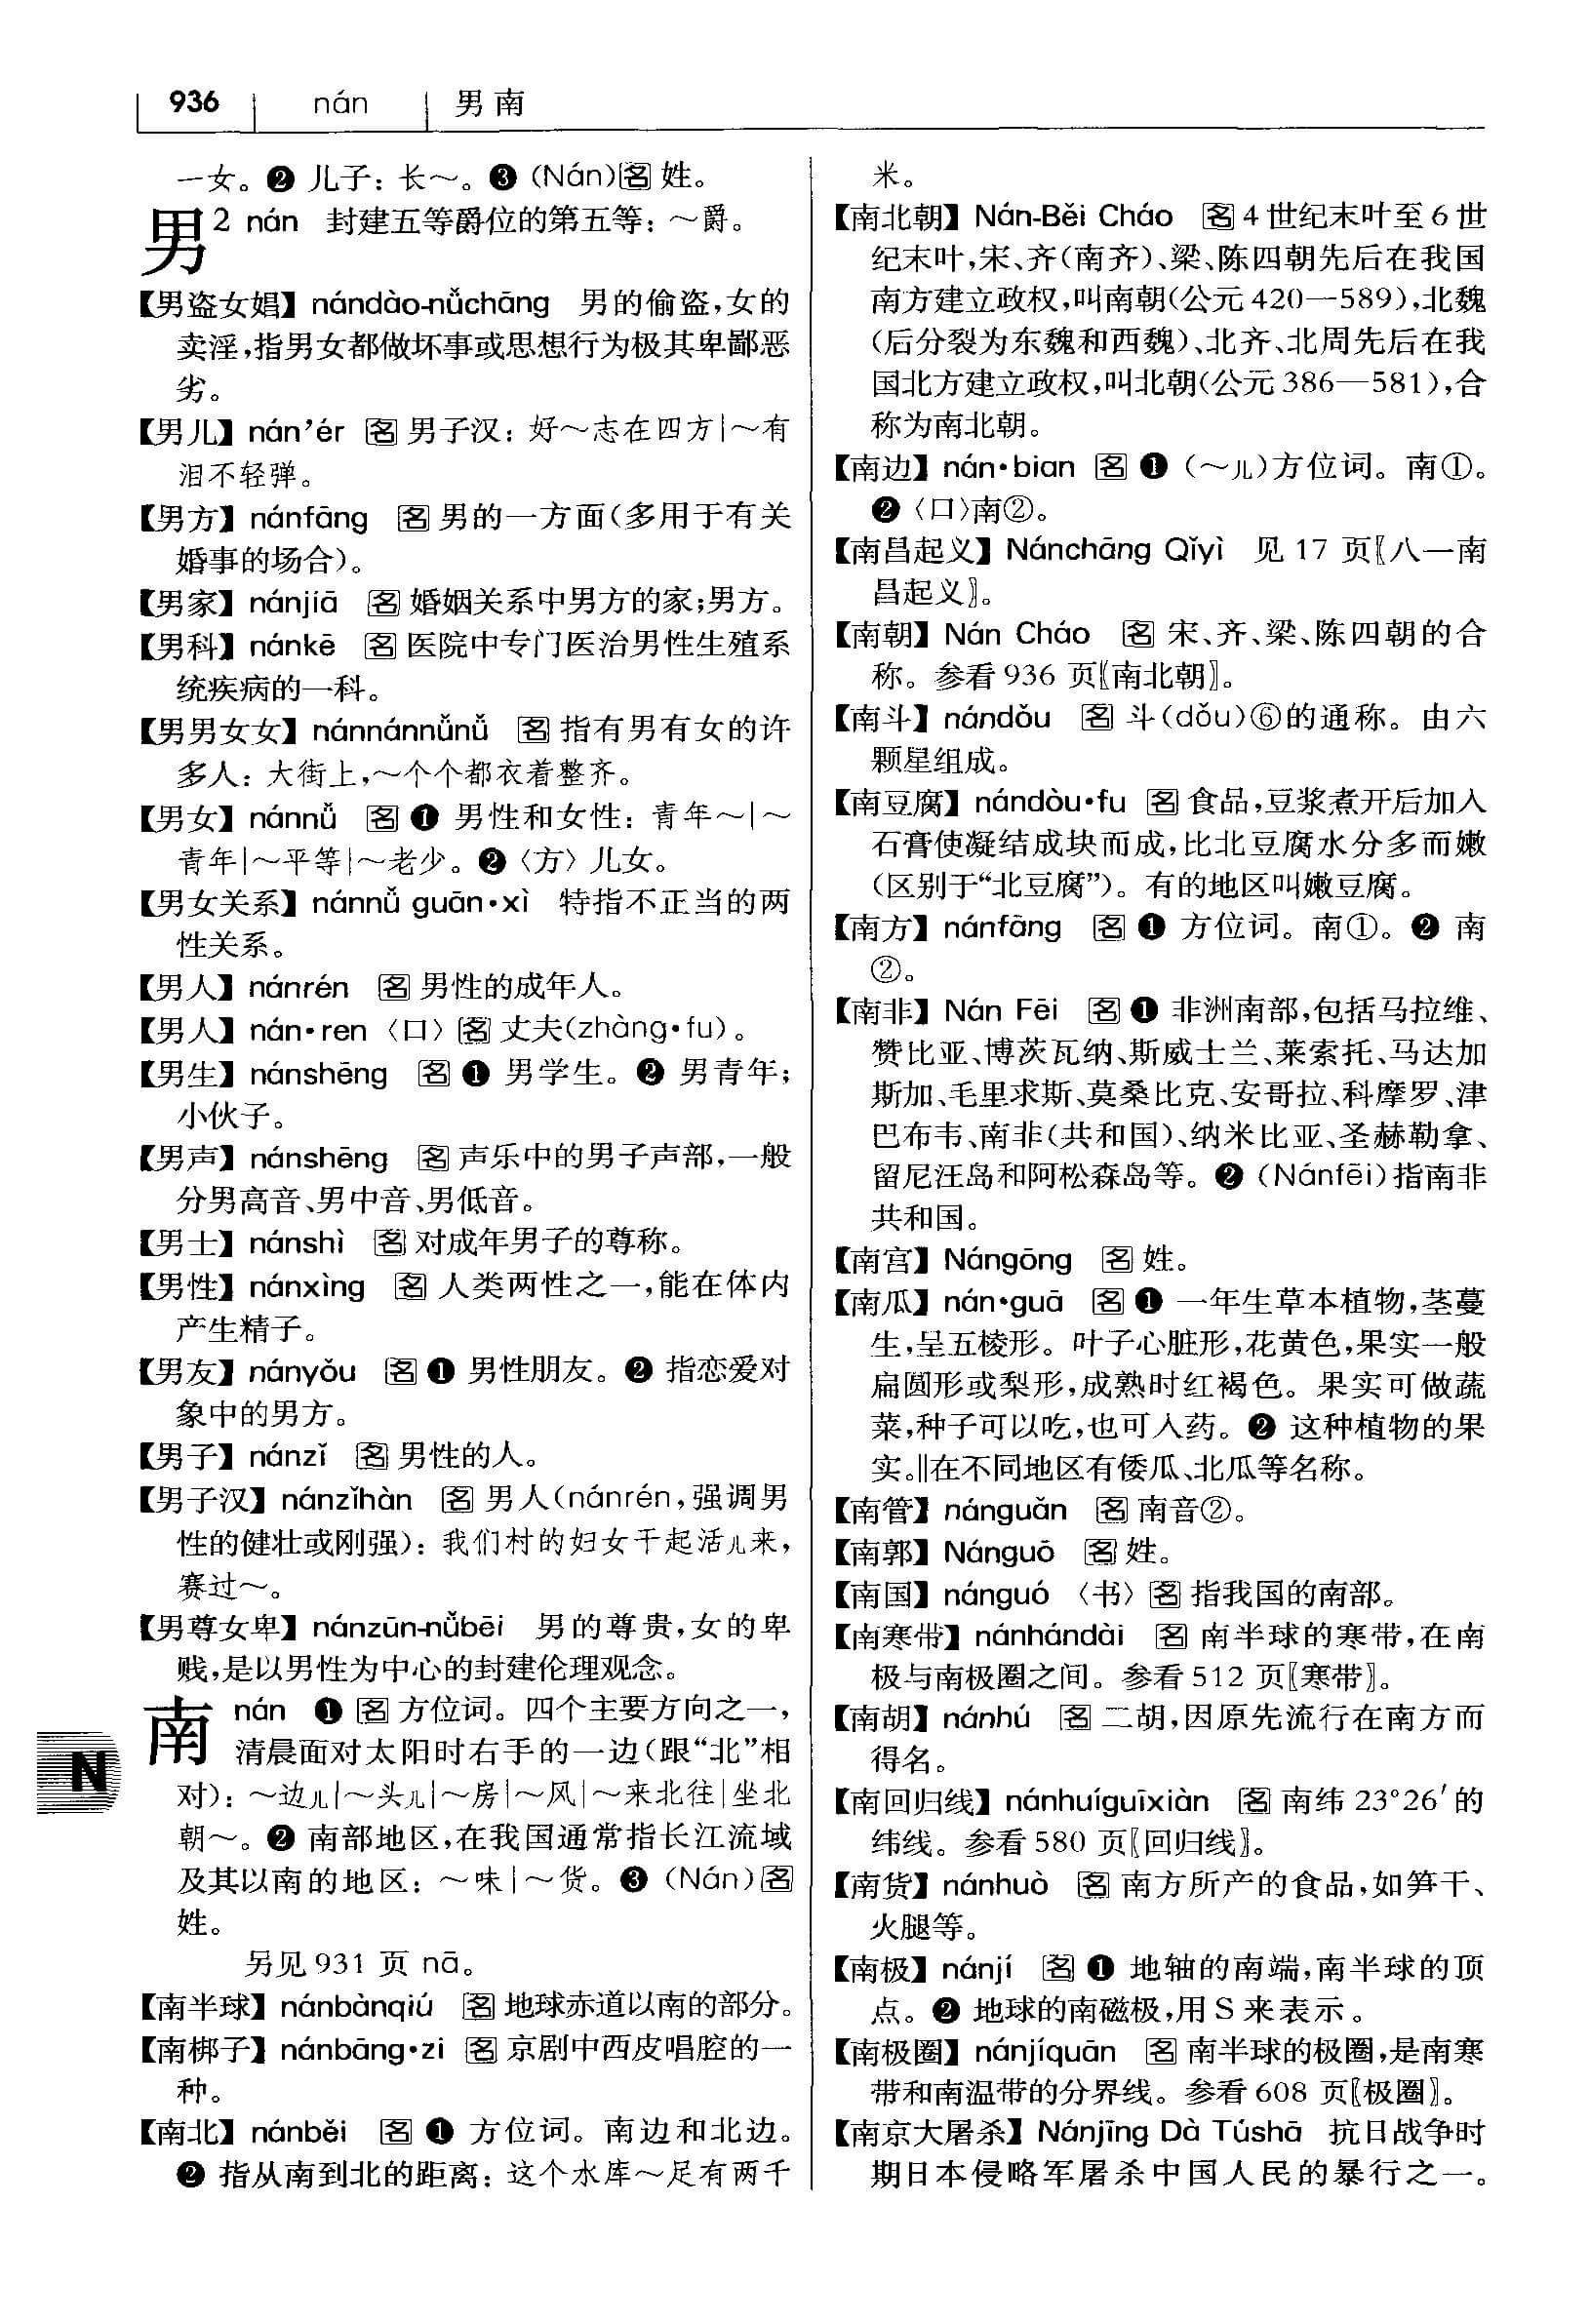 936 nán 男南
一女。❷ 儿子：长～。❸ (Nán)名 姓。
男2 nán 封建五等爵位的第五等：～爵。
【男盗女娼】nándào-nǚchāng 男的偷盗，女的
卖淫，指男女都做坏事或思想行为极其卑鄙恶
劣。
【男儿】nán’ér 名 男子汉：好～志在四方|～有
泪不轻弹。
【男方】nánfāng 名 男的一方面(多用于有关
婚事的场合)。
【男家】nánjiā 名 婚姻关系中男方的家；男方。
【男科】nánkē 名 医院中专门医治男性生殖系
统疾病的一科。
【男男女女】nánnánnǚnǚ 名 指有男有女的许
多人：大街上，～个个都衣着整齐。
【男女】nánnǚ 名 ❶ 男性和女性：青年～|～
青年|～平等|～老少。❷〈方〉儿女。
【男女关系】nánnǚ guān•xì 特指不正当的两
性关系。
【男人】nánrén 名 男性的成年人。
【男人】nán•ren〈口〉名 丈夫(zhàng•fu)。
【男生】nánshēng 名 ❶ 男学生。❷ 男青年；
小伙子。
【男声】nánshēng 名 声乐中的男子声部，一般
分男高音、男中音、男低音。
【男士】nánshì 名 对成年男子的尊称。
【男性】nánxìng 名 人类两性之一，能在体内
产生精子。
【男友】nányǒu 名 ❶ 男性朋友。❷ 指恋爱对
象中的男方。
【男子】nánzǐ 名 男性的人。
【男子汉】nánzǐhàn 名 男人(nánrén，强调男
性的健壮或刚强)：我们村的妇女干起活儿来，
赛过～。
【男尊女卑】nánzūn-nǚbēi 男的尊贵，女的卑
贱，是以男性为中心的封建伦理观念。
南 nán ❶ 名 方位词。四个主要方向之一，
清晨面对太阳时右手的一边(跟“北”相
对)：～边儿|～头儿|～房|～风|～来北往|坐北
朝～。❷ 南部地区，在我国通常指长江流域
及其以南的地区：～味|～货。❸ (Nán)名
姓。
另见 931 页 nā。
【南半球】nánbànqiú 名 地球赤道以南的部分。
【南梆子】nánbāng•zi 名 京剧中西皮唱腔的一
种。
【南北】nánběi 名 ❶ 方位词。南边和北边。
❷ 指从南到北的距离：这个水库～足有两千
N
米。
【南北朝】Nán-Běi Cháo 名 4 世纪末叶至 6 世
纪末叶，宋、齐(南齐)、梁、陈四朝先后在我国
南方建立政权，叫南朝(公元 420—589)，北魏
(后分裂为东魏和西魏)、北齐、北周先后在我
国北方建立政权，叫北朝(公元 386—581)，合
称为南北朝。
【南边】nán•bian 名 ❶ (～儿)方位词。南①。
❷〈口〉南②。
【南昌起义】Nánchāng Qǐyì 见 17 页〖八一南
昌起义〗。
【南朝】Nán Cháo 名 宋、齐、梁、陈四朝的合
称。参看 936 页〖南北朝〗。
【南斗】nándǒu 名 斗(dǒu)⑥的通称。由六
颗星组成。
【南豆腐】nándòu•fu 名 食品，豆浆煮开后加入
石膏使凝结成块而成，比北豆腐水分多而嫩
(区别于“北豆腐”)。有的地区叫嫩豆腐。
【南方】nánfāng 名 ❶ 方位词。南①。❷ 南
②。
【南非】Nán Fēi 名 ❶ 非洲南部，包括马拉维、
赞比亚、博茨瓦纳、斯威士兰、莱索托、马达加
斯加、毛里求斯、莫桑比克、安哥拉、科摩罗、津
巴布韦、南非(共和国)、纳米比亚、圣赫勒拿、
留尼汪岛和阿松森岛等。❷ (Nánfēi)指南非
共和国。
【南宫】Nángōng 名 姓。
【南瓜】nán•guā 名 ❶ 一年生草本植物，茎蔓
生，呈五棱形。叶子心脏形，花黄色，果实一般
扁圆形或梨形，成熟时红褐色。果实可做蔬
菜，种子可以吃，也可入药。❷ 这种植物的果
实。‖在不同地区有倭瓜、北瓜等名称。
【南管】nánguǎn 名 南音②。
【南郭】Nánguō 名 姓。
【南国】nánguó〈书〉名 指我国的南部。
【南寒带】nánhándài 名 南半球的寒带，在南
极与南极圈之间。参看 512 页〖寒带〗。
【南胡】nánhú 名 二胡，因原先流行在南方而
得名。
【南回归线】nánhuíguīxiàn 名 南纬 23°26′的
纬线。参看 580 页〖回归线〗。
【南货】nánhuò 名 南方所产的食品，如笋干、
火腿等。
【南极】nánjí 名 ❶ 地轴的南端，南半球的顶
点。❷ 地球的南磁极，用 S 来表示。
【南极圈】nánjíquān 名 南半球的极圈，是南寒
带和南温带的分界线。参看 608 页〖极圈〗。
【南京大屠杀】Nánjīng Dà Túshā 抗日战争时
期日本侵略军屠杀中国人民的暴行之一。